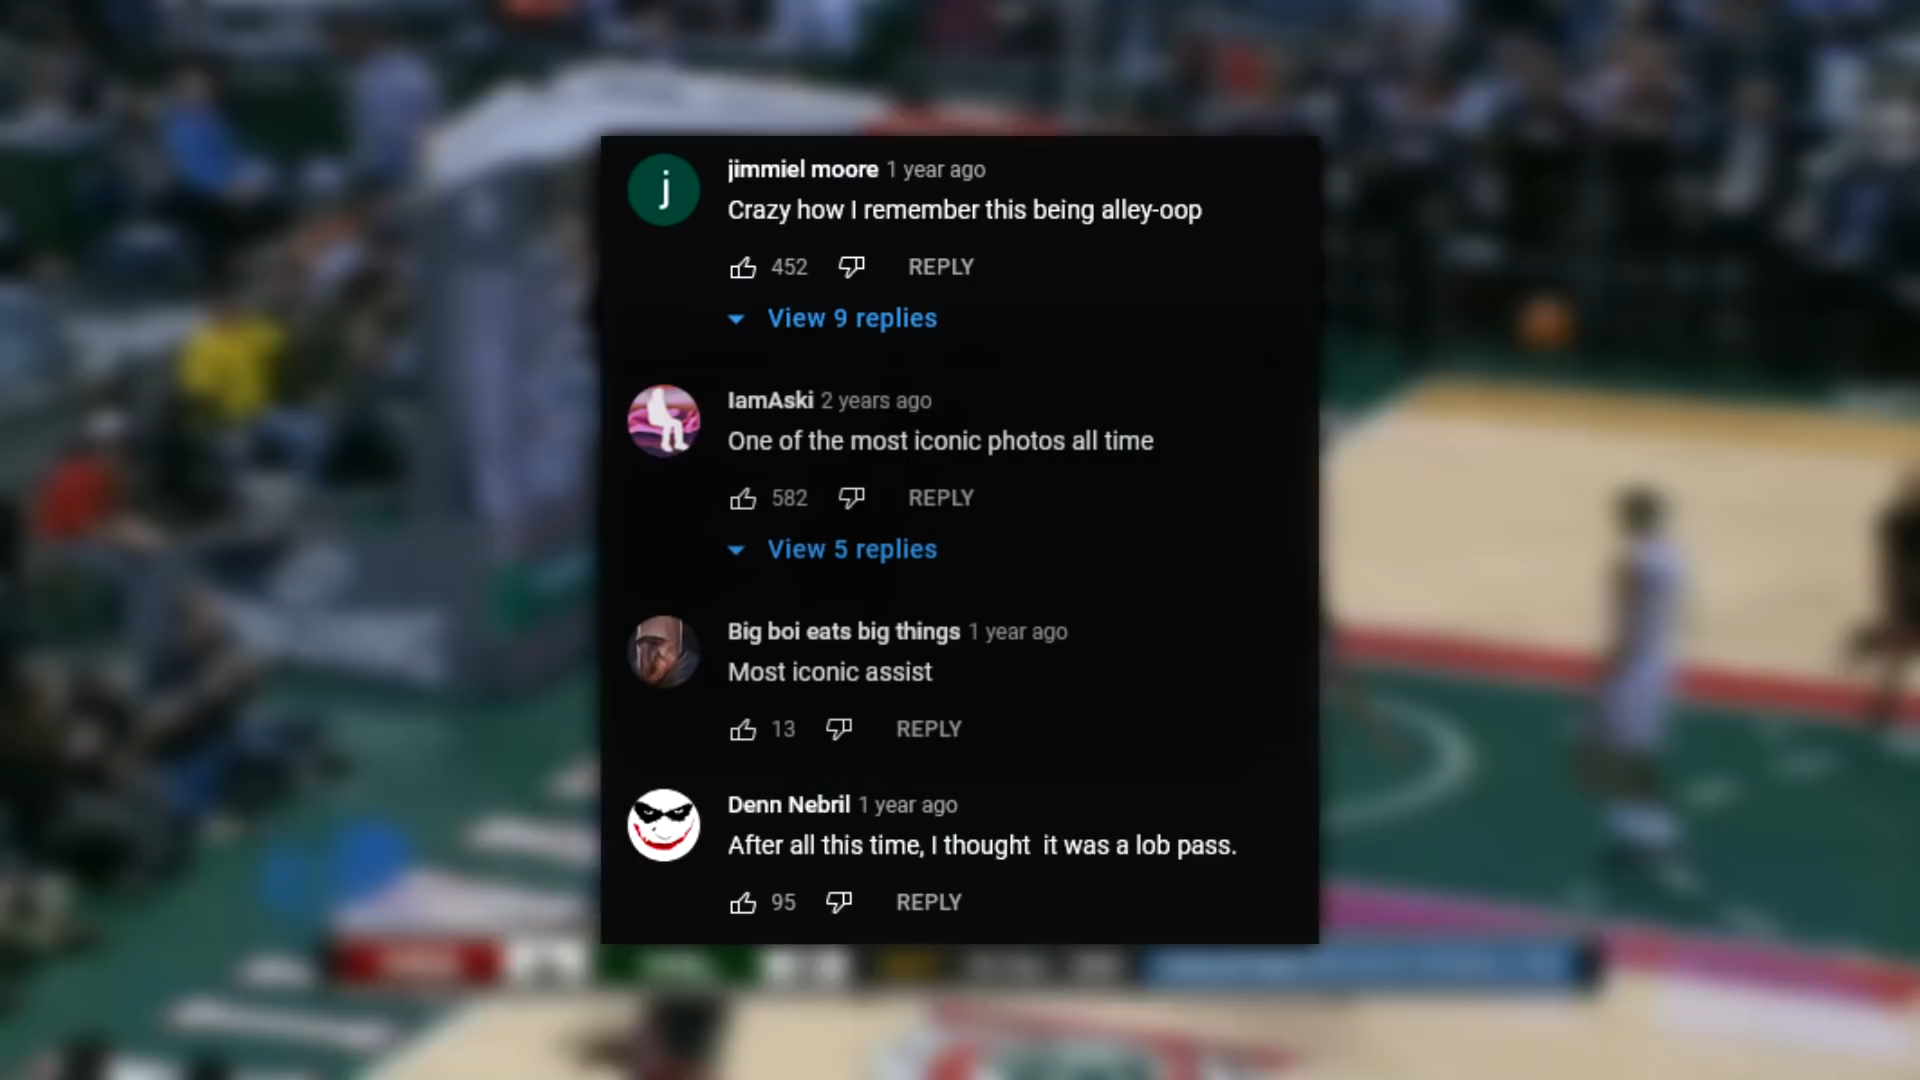 j
jimmiel moore 1 year ago
Crazy how I remember this being alley-oop
452 REPLY
View 9 replies
IamAski 2 years ago
One of the most iconic photos all time
582 REPLY
View 5 replies
Big boi eats big things 1 year ago
Most iconic assist
13 REPLY
Denn Nebril 1 year ago
After all this time, I thought  it was a lob pass.
95 REPLY